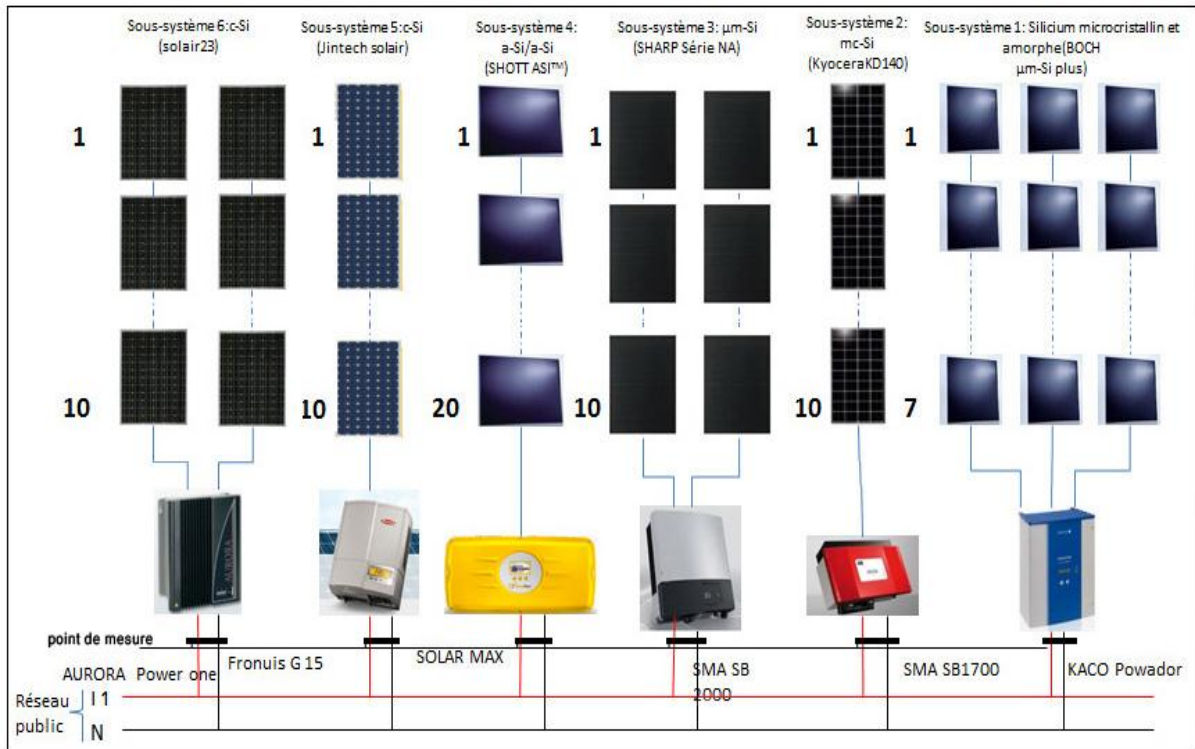 Sous-système 6:c-Si
(solair23)
Sous-système 5:c-Si
(Jintech solair)
Sous-système 4:
a-Si/a-Si
(SHOTT ASI™)
Sous-système 3: µm-Si
(SHARP Série NA)
Sous-système 2:
mc-Si
(KyoceraKD140)
Sous-système 1: Silicium microcristallin et
amorphe(BOCH
µm-Si plus)
1
1
1
1
1
1
10
10
20
10
10
7
AURORA
point de mesure
AURORA Power one
Fronuis G 15
SOLAR MAX
SMA SB
2000
SMA SB1700
KACO Powador
Réseau
public
I 1
N